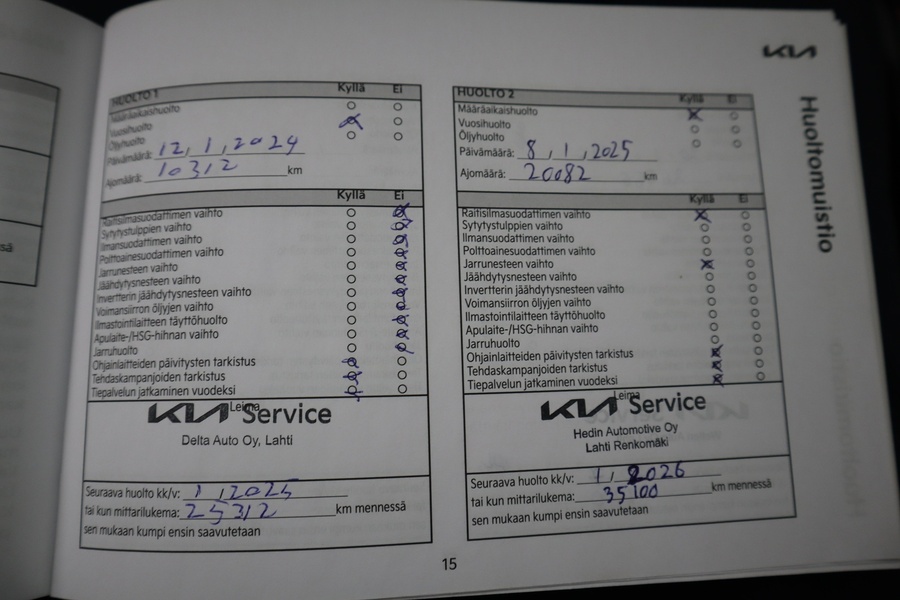 KIA
Huoltomuistio
HUOLTO 1 Kyllä Ei
Määräaikaishuolto
Vuosihuolto
Öljyhuolto
Päivämäärä: 12,1,2024
Ajomäärä: 10312 km
Kyllä Ei
Raitisilmasuodattimen vaihto
Sytytystulppien vaihto
Ilmansuodattimen vaihto
Polttoainesuodattimen vaihto
Jarrunesteen vaihto
Jäähdytysnesteen vaihto
Invertterin jäähdytysnesteen vaihto
Voimansiirron öljyjen vaihto
Ilmastointilaitteen täyttöhuolto
Apulaite-/HSG-hihnan vaihto
Jarruhuolto
Ohjainlaitteiden päivitysten tarkistus
Tehdaskampanjoiden tarkistus
Tiepalvelun jatkaminen vuodeksi
Leima
KIA Service
Delta Auto Oy, Lahti
Seuraava huolto kk/v: 1,2025
tai kun mittarilukema: 25312 km mennessä
sen mukaan kumpi ensin saavutetaan
HUOLTO 2 Kyllä Ei
Määräaikaishuolto
Vuosihuolto
Öljyhuolto
Päivämäärä: 8,1,2025
Ajomäärä: 20082 km
Kyllä Ei
Raitisilmasuodattimen vaihto
Sytytystulppien vaihto
Ilmansuodattimen vaihto
Polttoainesuodattimen vaihto
Jarrunesteen vaihto
Jäähdytysnesteen vaihto
Invertterin jäähdytysnesteen vaihto
Voimansiirron öljyjen vaihto
Ilmastointilaitteen täyttöhuolto
Apulaite-/HSG-hihnan vaihto
Jarruhuolto
Ohjainlaitteiden päivitysten tarkistus
Tehdaskampanjoiden tarkistus
Tiepalvelun jatkaminen vuodeksi
Leima
KIA Service
Hedin Automotive Oy
Lahti Renkomäki
Seuraava huolto kk/v: 1,2026
tai kun mittarilukema: 35100 km mennessä
sen mukaan kumpi ensin saavutetaan
15